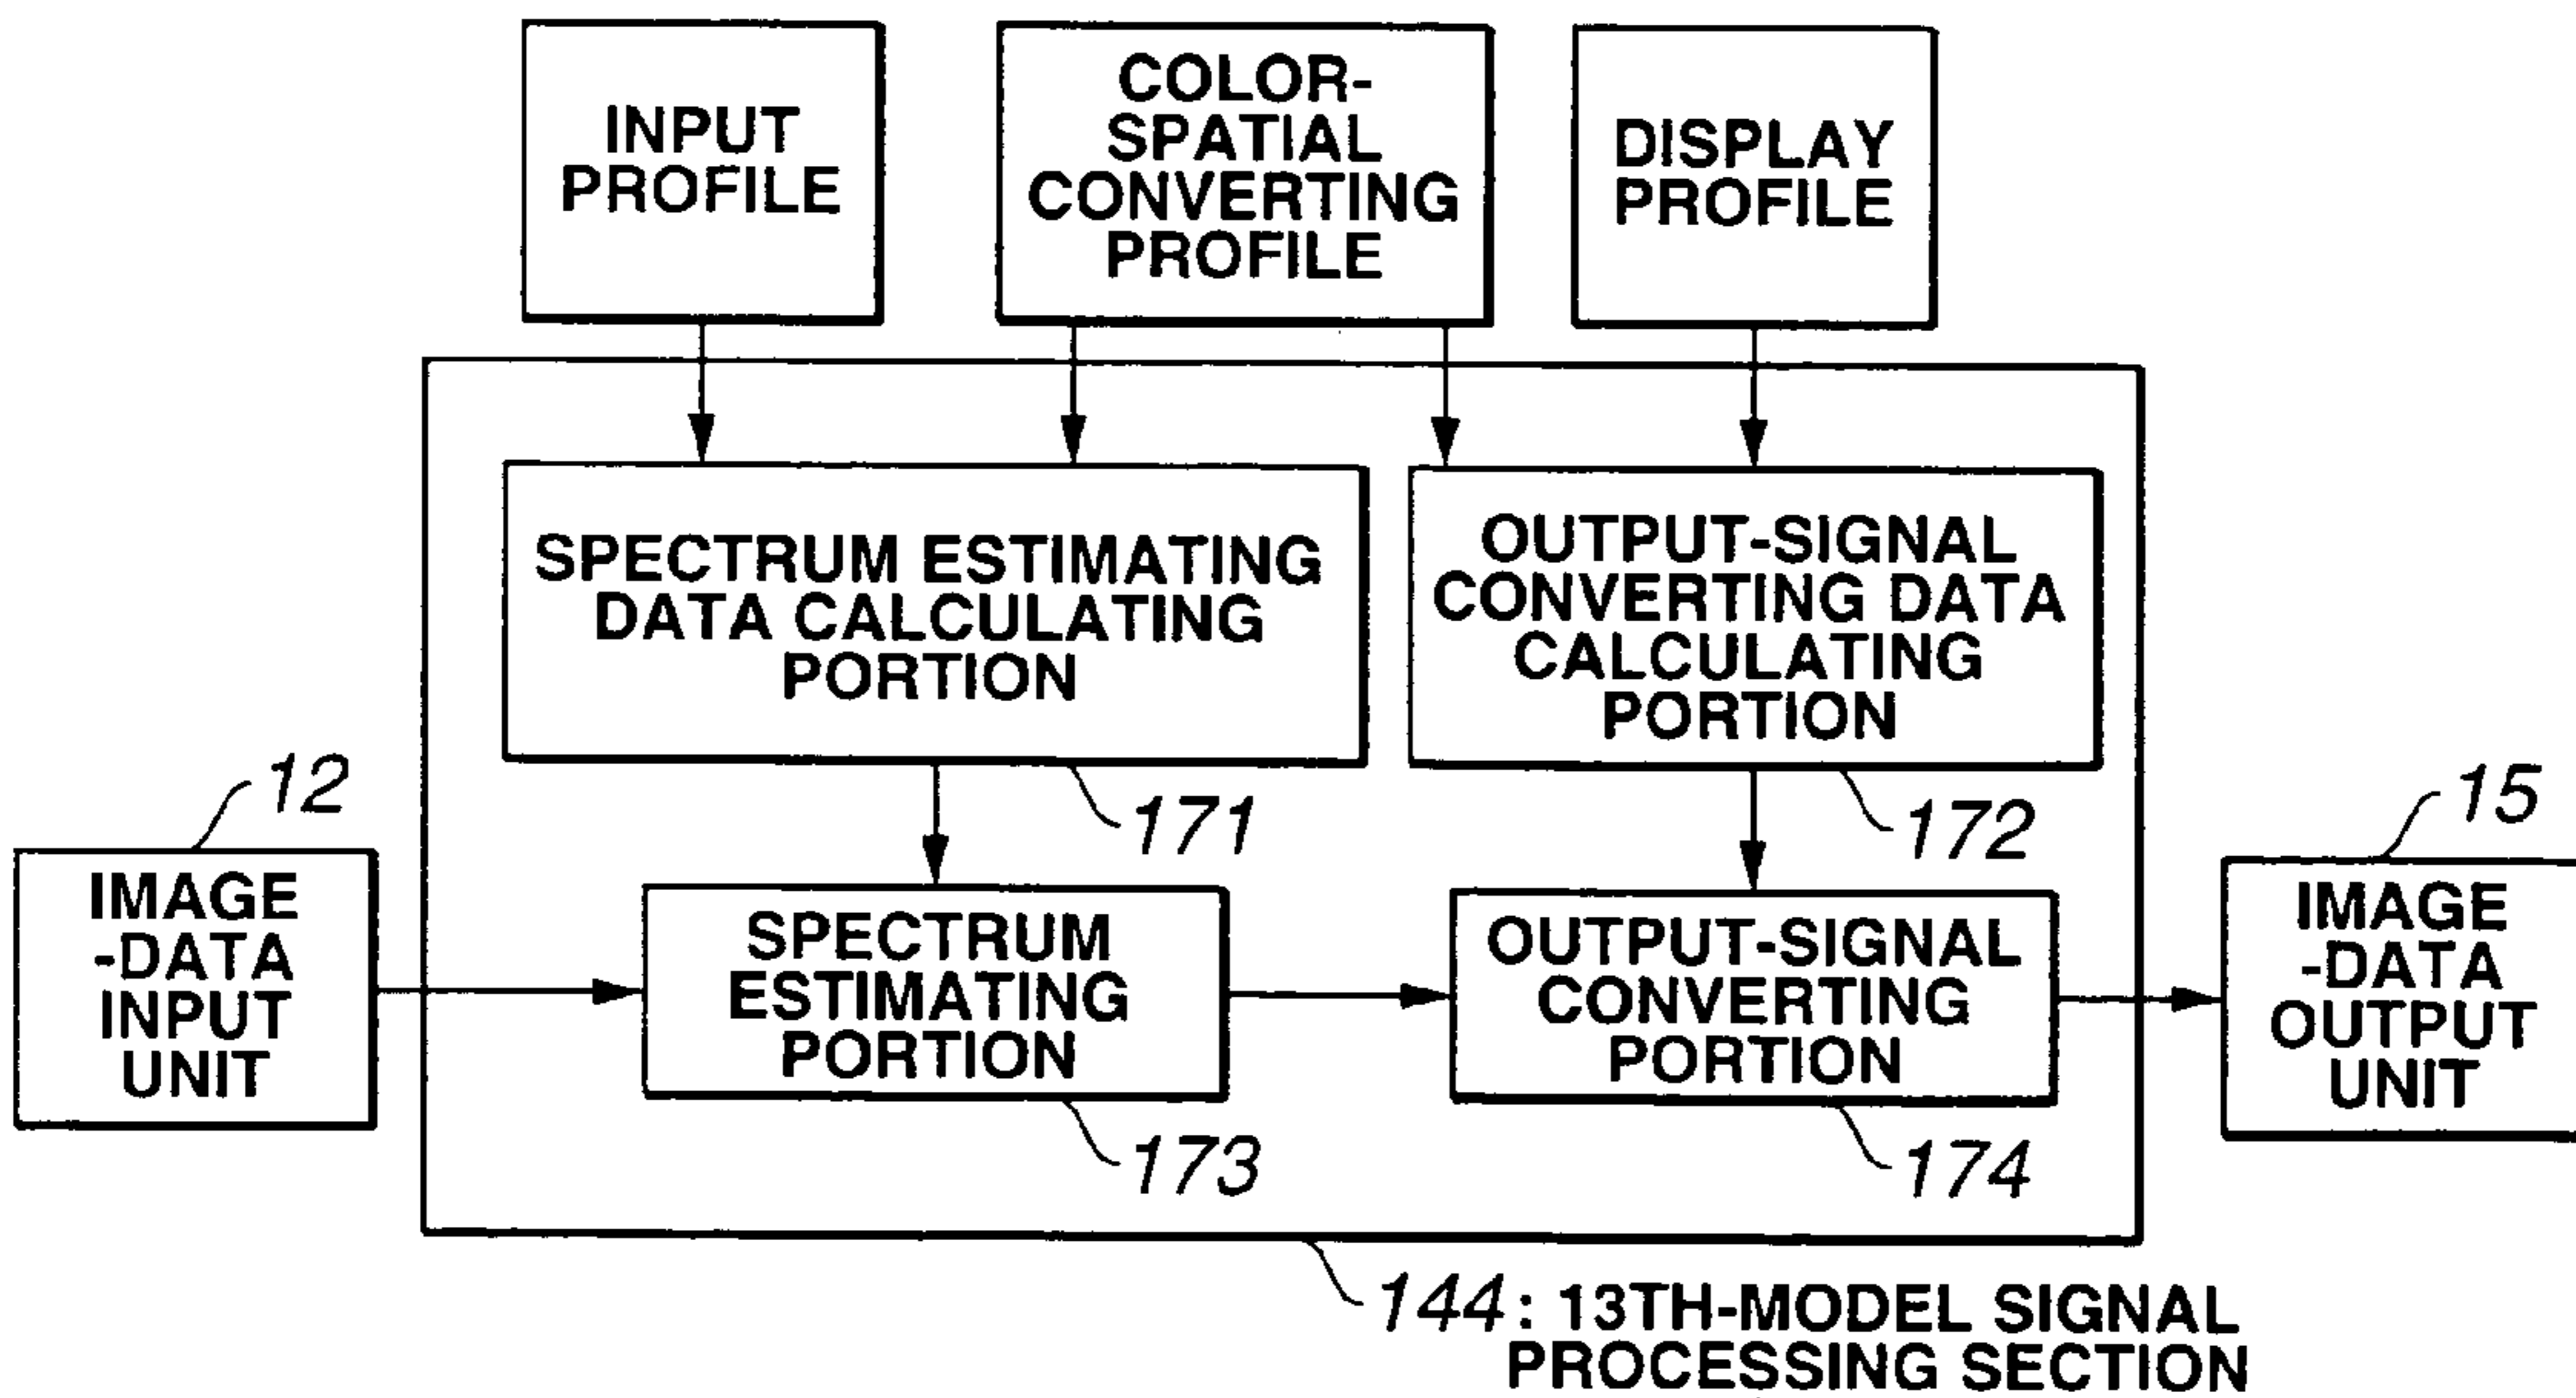 INPUT
PROFILE
COLOR-
SPATIAL
CONVERTING
PROFILE
DISPLAY
PROFILE
SPECTRUM ESTIMATING
DATA CALCULATING
PORTION
171
OUTPUT-SIGNAL
CONVERTING DATA
CALCULATING
PORTION
172
12
IMAGE
-DATA
INPUT
UNIT
SPECTRUM
ESTIMATING
PORTION
173
OUTPUT-SIGNAL
CONVERTING
PORTION
174
15
IMAGE
-DATA
OUTPUT
UNIT
144: 13TH-MODEL SIGNAL
PROCESSING SECTION